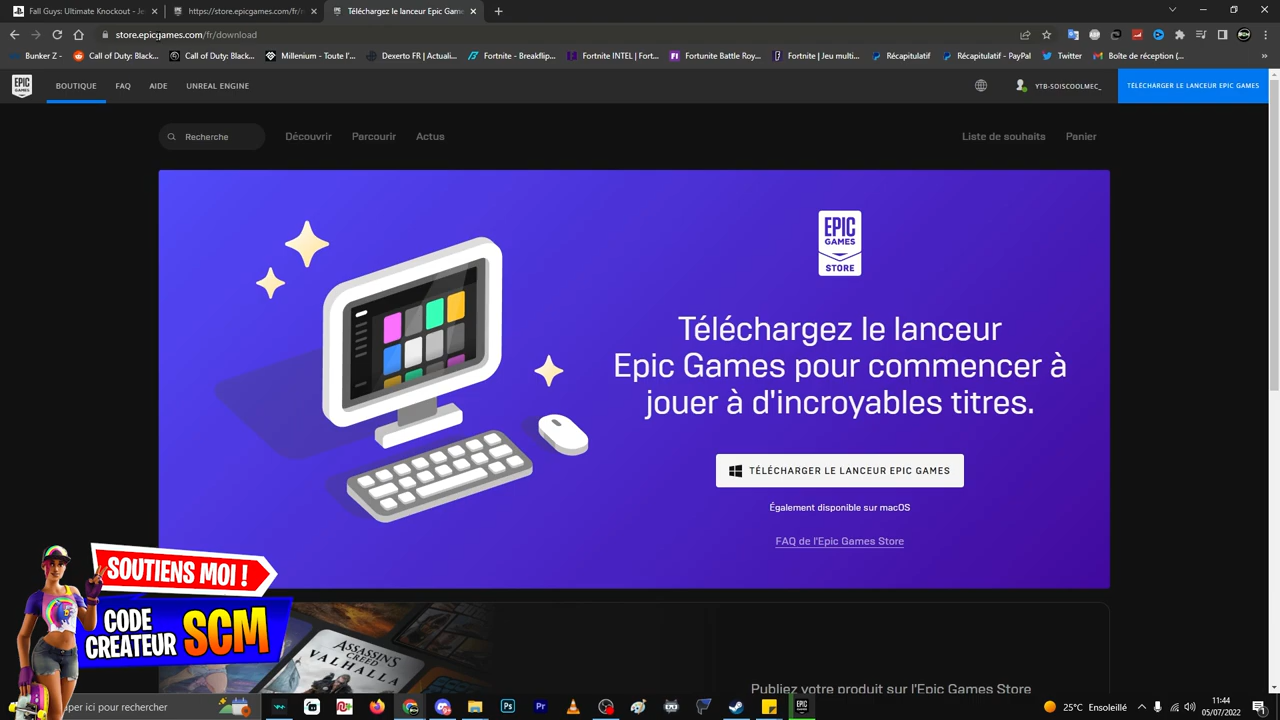 Fall Guys: Ultimate Knockout - Je
https://store.epicgames.com/fr/r
Téléchargez le lanceur Epic Game
store.epicgames.com/fr/download
Bunker Z -
Call of Duty: Black...
Call of Duty: Black...
Millenium - Toute l'...
Dexerto FR | Actuali...
Fortnite - Breakflip...
Fortnite INTEL | Fort...
Fortunite Battle Roy...
Fortnite | Jeu multi...
Récapitulatif
Récapitulatif - PayPal
Twitter
Boîte de réception (...
EPIC GAMES
BOUTIQUE
FAQ
AIDE
UNREAL ENGINE
YTB-SOISCOOLMEC_
TÉLÉCHARGER LE LANCEUR EPIC GAMES
Recherche
Découvrir
Parcourir
Actus
Liste de souhaits
Panier
EPIC
GAMES
STORE
Téléchargez le lanceur
Epic Games pour commencer à
jouer à d'incroyables titres.
TÉLÉCHARGER LE LANCEUR EPIC GAMES
Également disponible sur macOS
FAQ de l'Epic Games Store
SOUTIENS MOI !
CODE
CREATEUR
SCM
ASSASSIN'S
CREED
VALHALLA
Publiez votre produit sur l'Epic Games Store
per ici pour rechercher
25°C Ensoleillé
11:44
05/07/2022